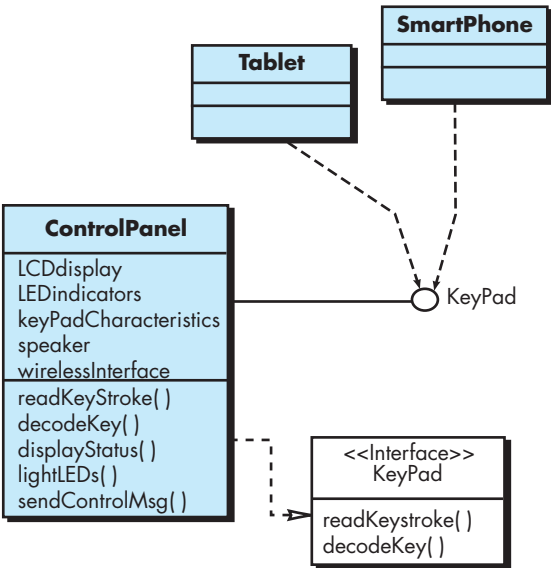 SmartPhone
Tablet
ControlPanel
LCDdisplay
LEDindicators
keyPadCharacteristics
speaker
wirelessInterface
readKeyStroke( )
decodeKey( )
displayStatus( )
lightLEDs( )
sendControlMsg( )
KeyPad
<<Interface>>
KeyPad
readKeystroke( )
decodeKey( )